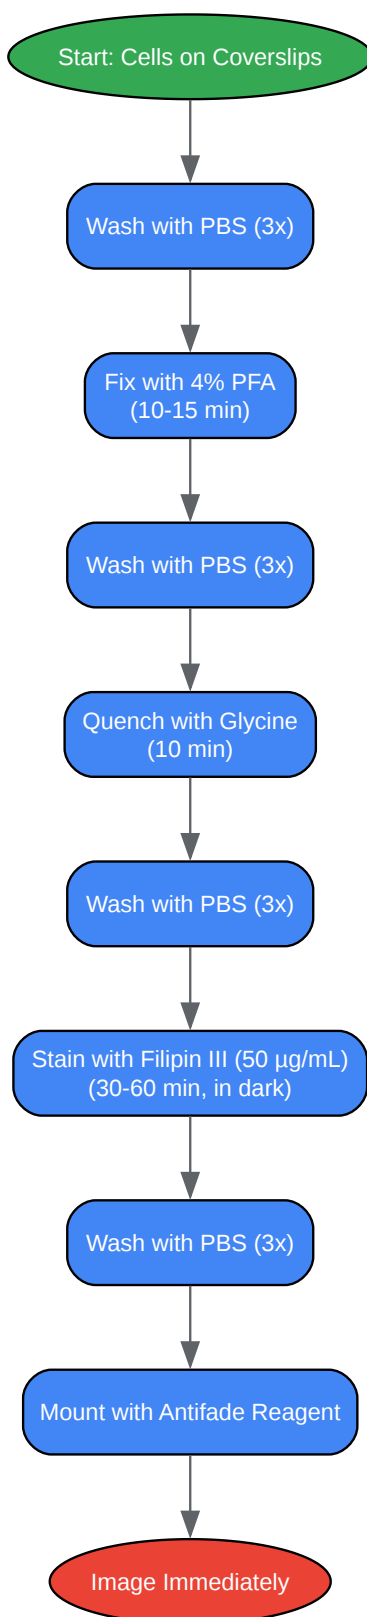 Start: Cells on Coverslips
Wash with PBS (3x)
Fix with 4% PFA
(10-15 min)
Wash with PBS (3x)
Quench with Glycine
(10 min)
Wash with PBS (3x)
Stain with Filipin III (50 µg/mL)
(30-60 min, in dark)
Wash with PBS (3x)
Mount with Antifade Reagent
Image Immediately